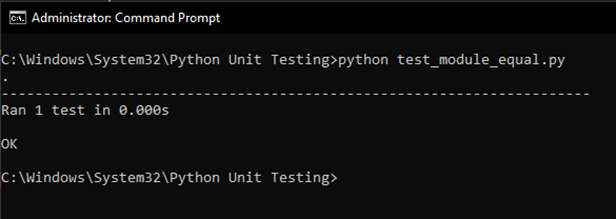 Administrator: Command Prompt
C:\Windows\System32\Python Unit Testing>python test_module_equal.py
.
----------------------------------------------------------------------
Ran 1 test in 0.000s
OK
C:\Windows\System32\Python Unit Testing>